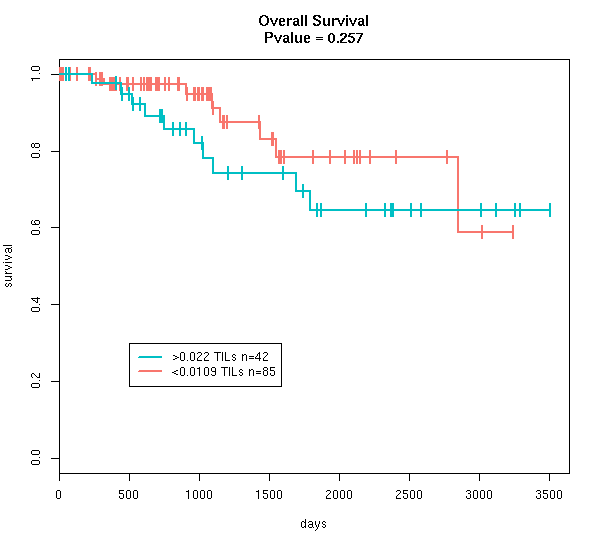 Overall Survival
Pvalue = 0.257
1.0
0.8
0.6
0.4
0.2
0.0
survival
>0.022 TILs n=42
<0.0109 TILs n=85
0 500 1000 1500 2000 2500 3000 3500
days